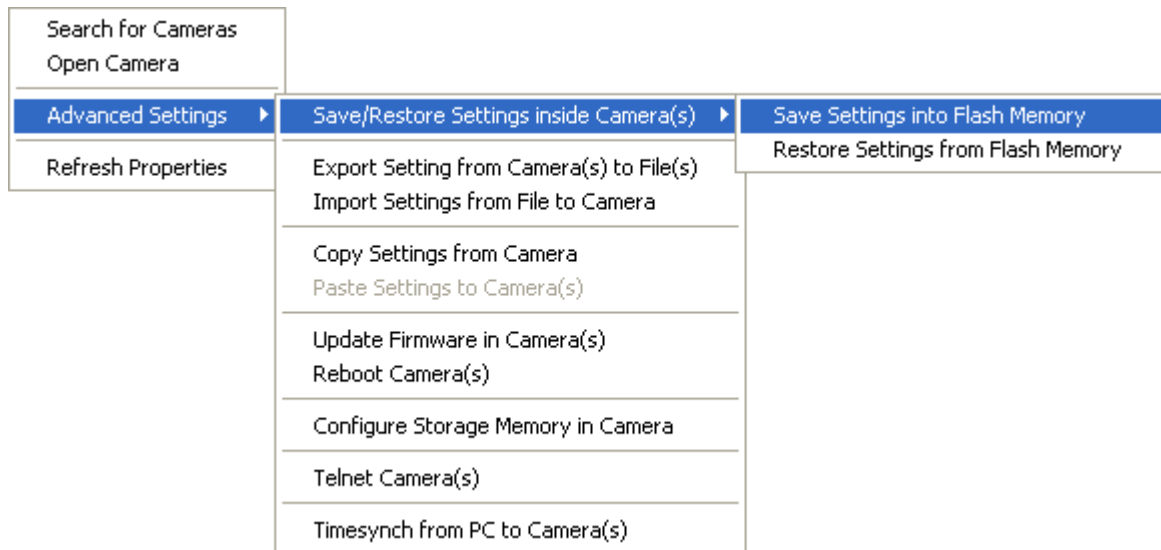 Search for Cameras
Open Camera
Advanced Settings
Refresh Properties
Save/Restore Settings inside Camera(s)
Export Setting from Camera(s) to File(s)
Import Settings from File to Camera
Copy Settings from Camera
Paste Settings to Camera(s)
Update Firmware in Camera(s)
Reboot Camera(s)
Configure Storage Memory in Camera
Telnet Camera(s)
Timesynch from PC to Camera(s)
Save Settings into Flash Memory
Restore Settings from Flash Memory